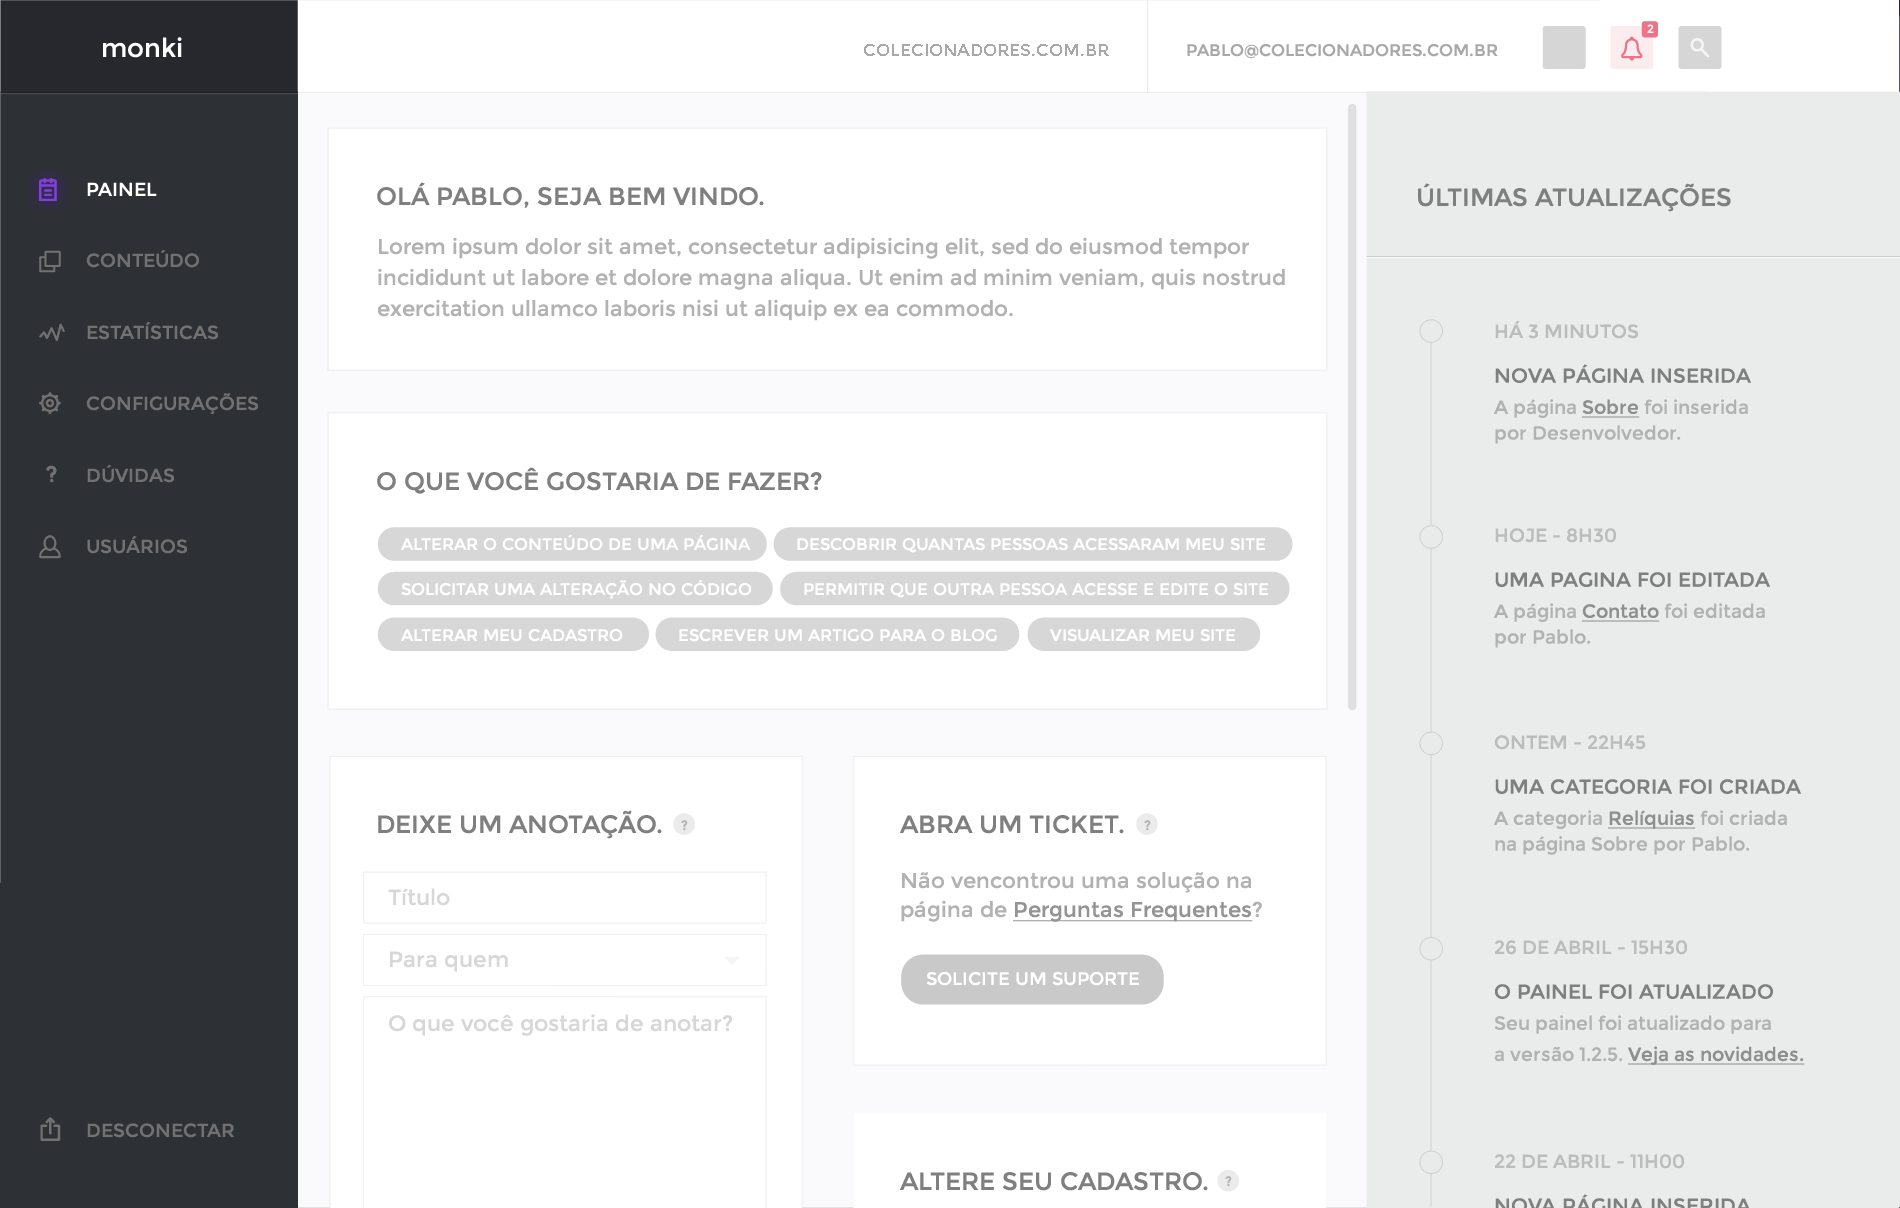 monki
COLECIONADORES.COM.BR
PABLO@COLECIONADORES.COM.BR
2
PAINEL
CONTEÚDO
ESTATÍSTICAS
CONFIGURAÇÕES
? DÚVIDAS
USUÁRIOS
DESCONECTAR
OLÁ PABLO, SEJA BEM VINDO.
Lorem ipsum dolor sit amet, consectetur adipisicing elit, sed do eiusmod tempor
incididunt ut labore et dolore magna aliqua. Ut enim ad minim veniam, quis nostrud
exercitation ullamco laboris nisi ut aliquip ex ea commodo.
O QUE VOCÊ GOSTARIA DE FAZER?
ALTERAR O CONTEÚDO DE UMA PÁGINA
DESCOBRIR QUANTAS PESSOAS ACESSARAM MEU SITE
SOLICITAR UMA ALTERAÇÃO NO CÓDIGO
PERMITIR QUE OUTRA PESSOA ACESSE E EDITE O SITE
ALTERAR MEU CADASTRO
ESCREVER UM ARTIGO PARA O BLOG
VISUALIZAR MEU SITE
DEIXE UM ANOTAÇÃO. ?
Título
Para quem
O que você gostaria de anotar?
ABRA UM TICKET. ?
Não vencontrou uma solução na
página de Perguntas Frequentes?
SOLICITE UM SUPORTE
ALTERE SEU CADASTRO. ?
ÚLTIMAS ATUALIZAÇÕES
HÁ 3 MINUTOS
NOVA PÁGINA INSERIDA
A página Sobre foi inserida
por Desenvolvedor.
HOJE - 8H30
UMA PAGINA FOI EDITADA
A página Contato foi editada
por Pablo.
ONTEM - 22H45
UMA CATEGORIA FOI CRIADA
A categoria Relíquias foi criada
na página Sobre por Pablo.
26 DE ABRIL - 15H30
O PAINEL FOI ATUALIZADO
Seu painel foi atualizado para
a versão 1.2.5. Veja as novidades.
22 DE ABRIL - 11H00
NOVA PÁGINA INSERIDA